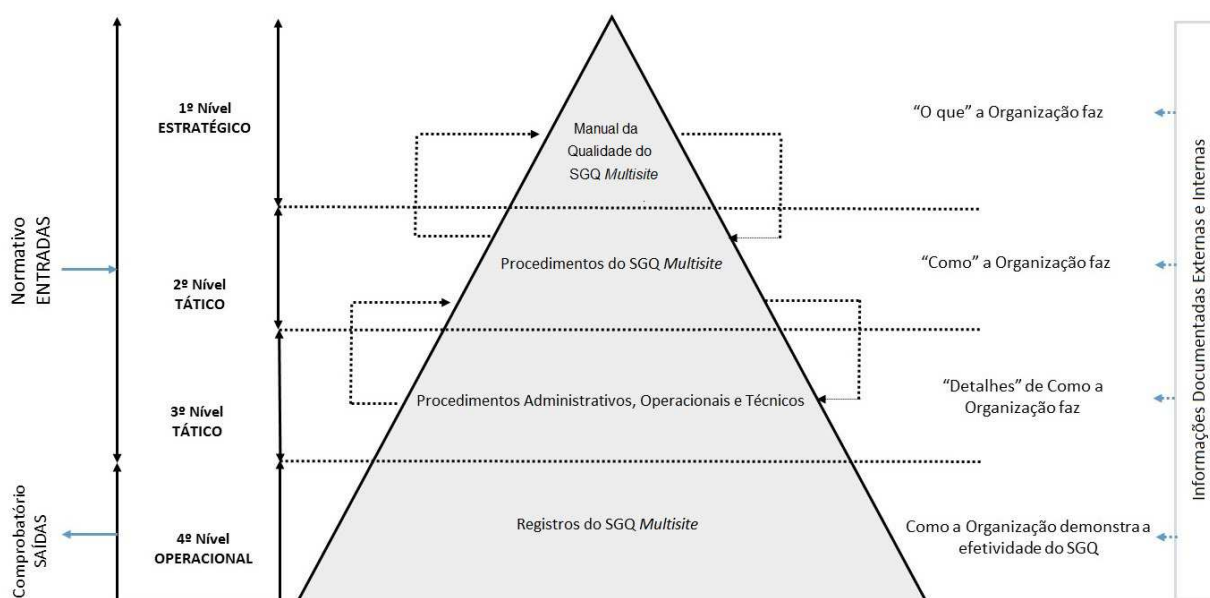 1º Nível
ESTRATÉGICO
Manual da
Qualidade do
SGQ Multisite
“O que” a Organização faz
Normativo
ENTRADAS
2º Nível
TÁTICO
Procedimentos do SGQ Multisite
“Como” a Organização faz
3º Nível
TÁTICO
Procedimentos Administrativos, Operacionais e Técnicos
“Detalhes” de Como a
Organização faz
Comprobatório
SAÍDAS
4º Nível
OPERACIONAL
Registros do SGQ Multisite
Como a Organização demonstra a
efetividade do SGQ
Informações Documentadas Externas e Internas